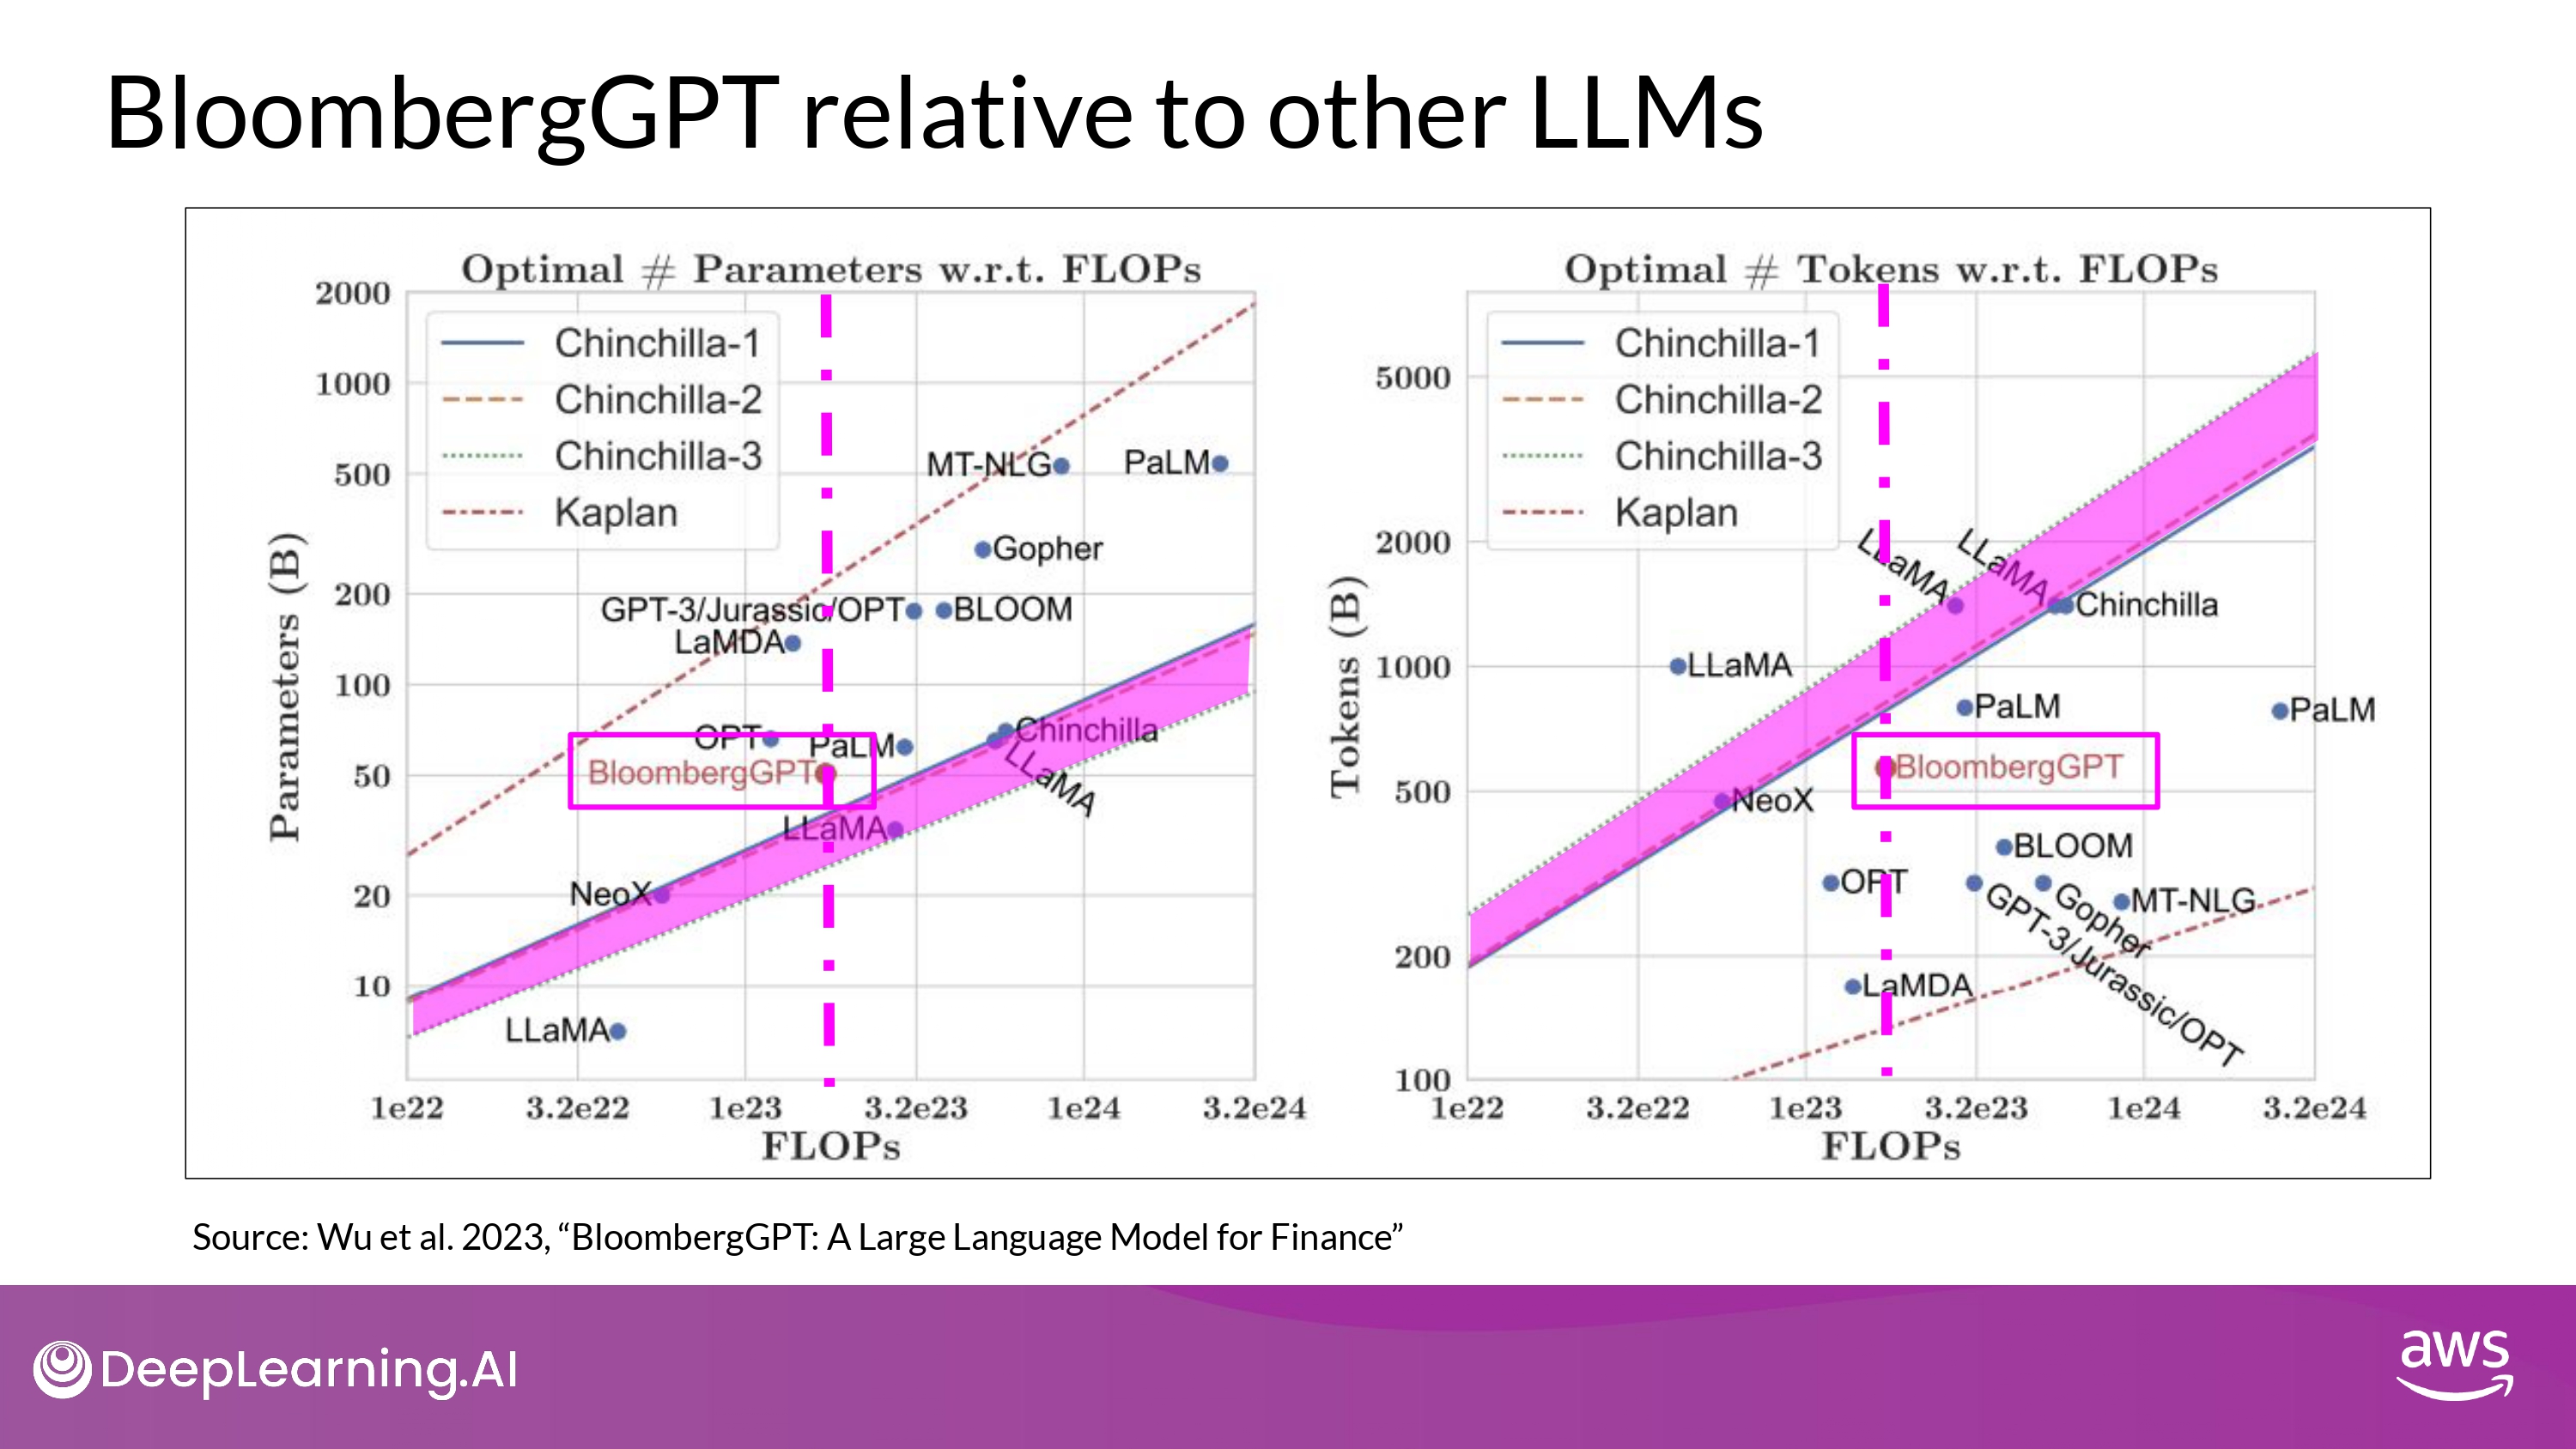 BloombergGPT relative to other LLMs
Optimal # Parameters w.r.t. FLOPs
Chinchilla-1
Chinchilla-2
Chinchilla-3
Kaplan
Parameters (B)
2000
1000
500
200
100
50
20
10
MT-NLG
PaLM
Gopher
GPT-3/Jurassic/OPT
BLOOM
LaMDA
OPT
PaLM
Chinchilla
BloombergGPT
LLaMA
LLaMA
NeoX
LLaMA
1e22 3.2e22 1e23 3.2e23 1e24 3.2e24
FLOPs
Optimal # Tokens w.r.t. FLOPs
Chinchilla-1
Chinchilla-2
Chinchilla-3
Kaplan
Tokens (B)
5000
2000
1000
500
200
100
LLaMA
LLaMA
Chinchilla
LLaMA
PaLM
PaLM
BloombergGPT
NeoX
BLOOM
OPT
GPT-3/Jurassic/OPT
Gopher
MT-NLG
LaMDA
1e22 3.2e22 1e23 3.2e23 1e24 3.2e24
FLOPs
Source: Wu et al. 2023, “BloombergGPT: A Large Language Model for Finance”
DeepLearning.AI
aws